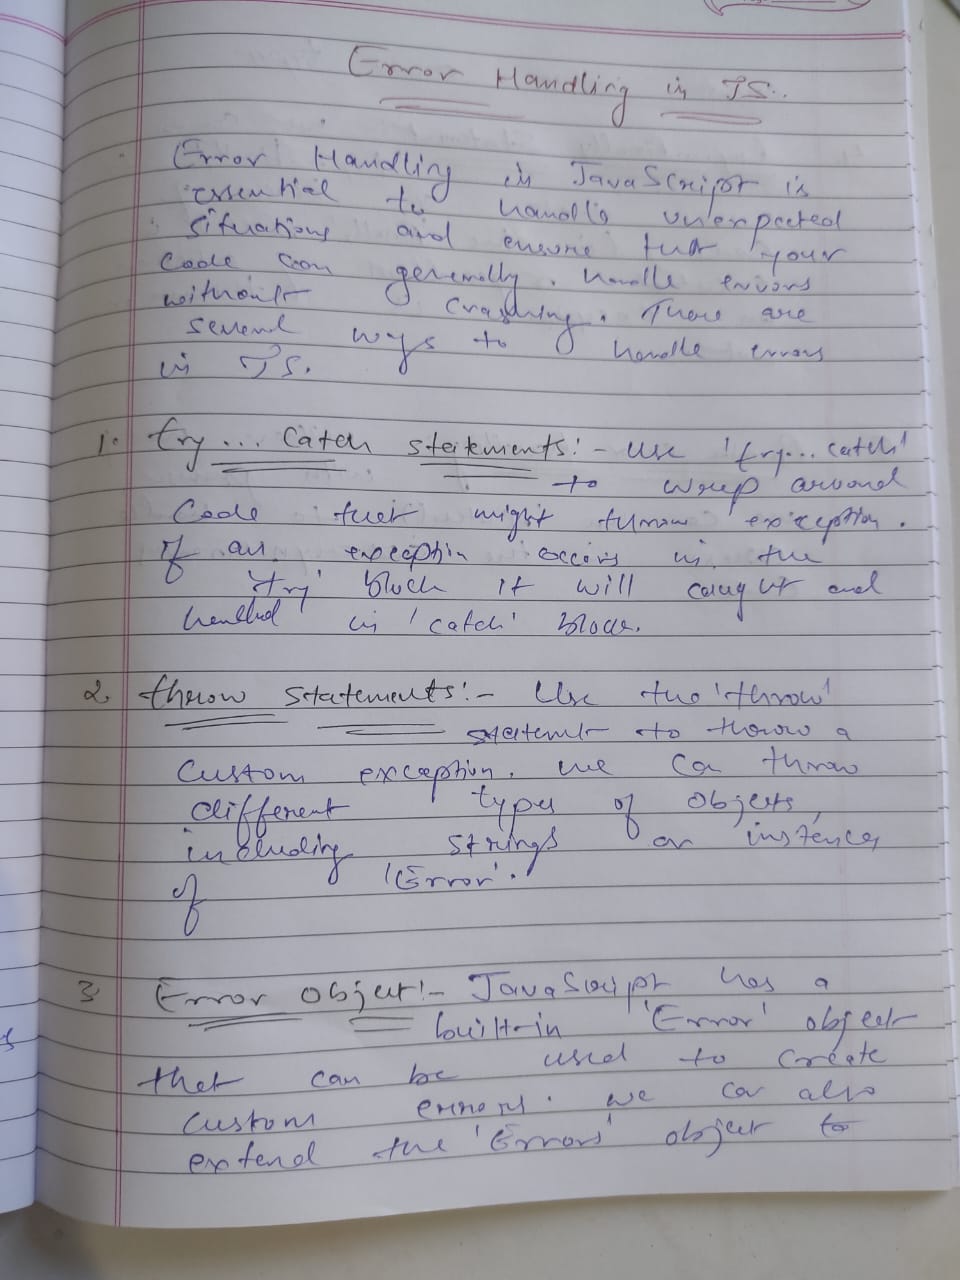 Error Handling in JS..
Error Handling in JavaScript is
essential to handle unexpected
situations and ensure that your
Code can generally. handle errors
without crashing. There are
several ways to handle errors
in JS.
1. try... catch statements:- use 'try... catch'
to wrap around
Code that might throw exception.
If an exception occurs in the
'try' block it will caught and
handled in 'catch' block.
2. throw statements:- Use the 'throw'
statement to throw a
Custom exception. we can throw
different types of objects,
including strings or instances
of 'Error'.
3 Error object:- JavaScript has a
built-in 'Error' object
that can be used to create
custom errors. we can also
extend the 'Errors' object to